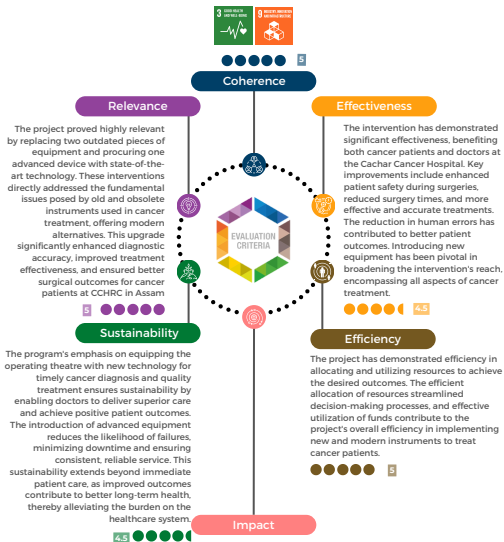 3 GOOD HEALTH
AND WELL-BEING
9 INDUSTRY, INNOVATION
AND INFRASTRUCTURE
5
Coherence
Relevance
The project proved highly relevant
by replacing two outdated pieces of
equipment and procuring one
advanced device with state-of-the-
art technology. These interventions
directly addressed the fundamental
issues posed by old and obsolete
instruments used in cancer
treatment, offering modern
alternatives. This upgrade
significantly enhanced diagnostic
accuracy, improved treatment
effectiveness, and ensured better
surgical outcomes for cancer
patients at CCHRC in Assam
5
Effectiveness
The intervention has demonstrated
significant effectiveness, benefiting
both cancer patients and doctors at
the Cachar Cancer Hospital. Key
improvements include enhanced
patient safety during surgeries,
reduced surgery times, and more
effective and accurate treatments.
The reduction in human errors has
contributed to better patient
outcomes. Introducing new
equipment has been pivotal in
broadening the intervention's reach,
encompassing all aspects of cancer
treatment.
4.5
EVALUATION
CRITERIA
Sustainability
The program's emphasis on equipping the
operating theatre with new technology for
timely cancer diagnosis and quality
treatment ensures sustainability by
enabling doctors to deliver superior care
and achieve positive patient outcomes.
The introduction of advanced equipment
reduces the likelihood of failures,
minimizing downtime and ensuring
consistent, reliable service. This
sustainability extends beyond immediate
patient care, as improved outcomes
contribute to better long-term health,
thereby alleviating the burden on the
healthcare system.
4.5
Efficiency
The project has demonstrated efficiency in
allocating and utilizing resources to achieve
the desired outcomes. The efficient
allocation of resources streamlined
decision-making processes, and effective
utilization of funds contribute to the
project's overall efficiency in implementing
new and modern instruments to treat
cancer patients.
5
Impact